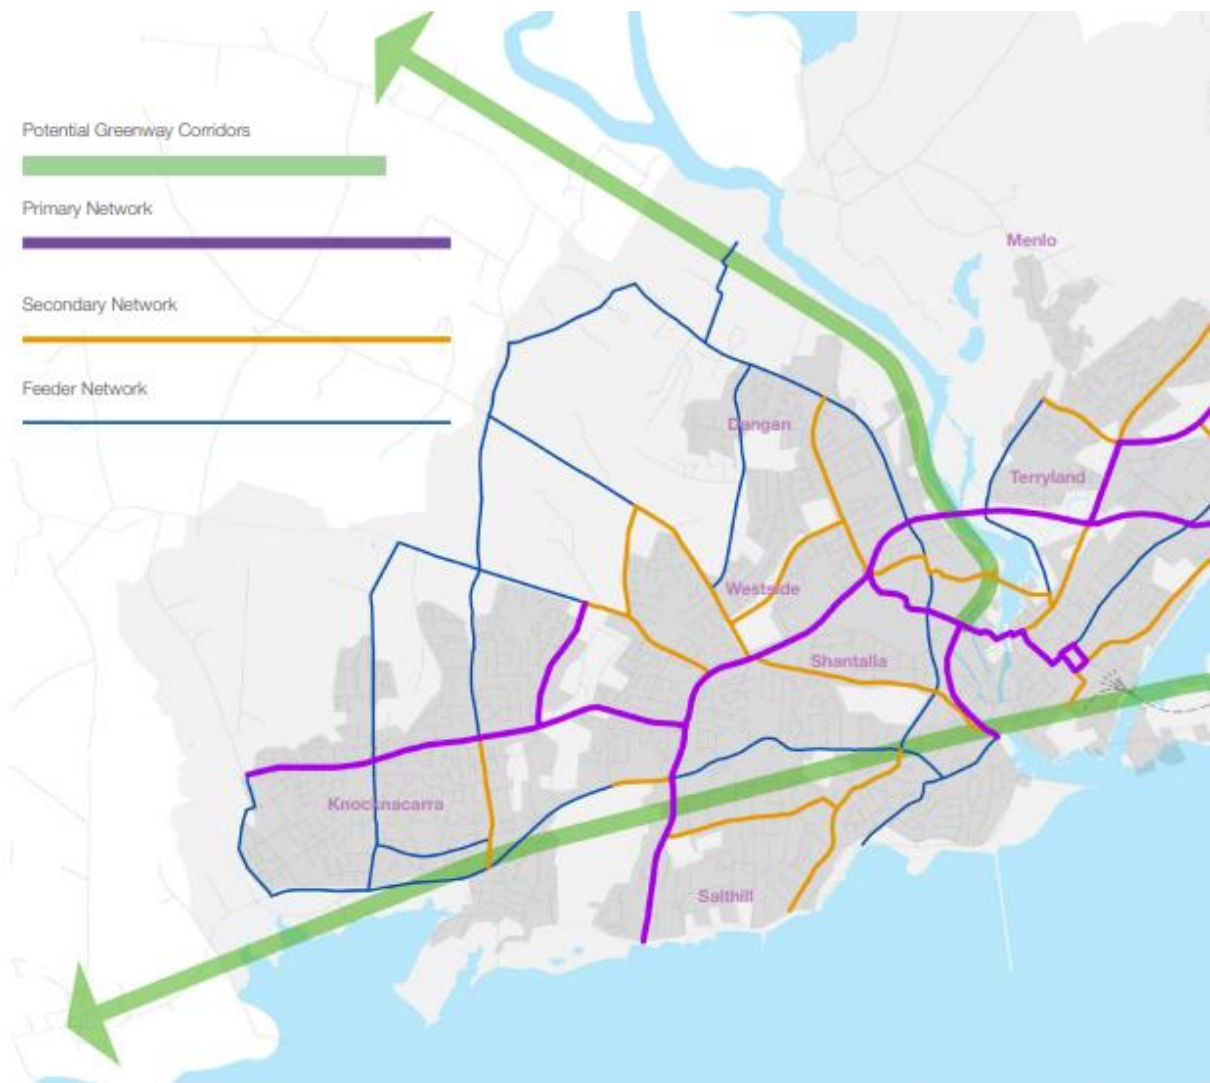 Potential Greenway Corridors
Primary Network
Secondary Network
Feeder Network
Menlo
Dangan
Terryland
Westside
Shantalla
Knocknacarra
Salthill